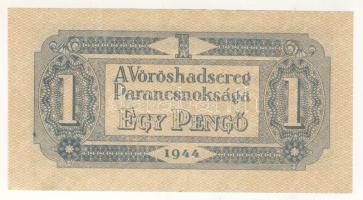 1
A Vöröshadsereg
Parancsnoksága
1 EGY PENGŐ 1
1944